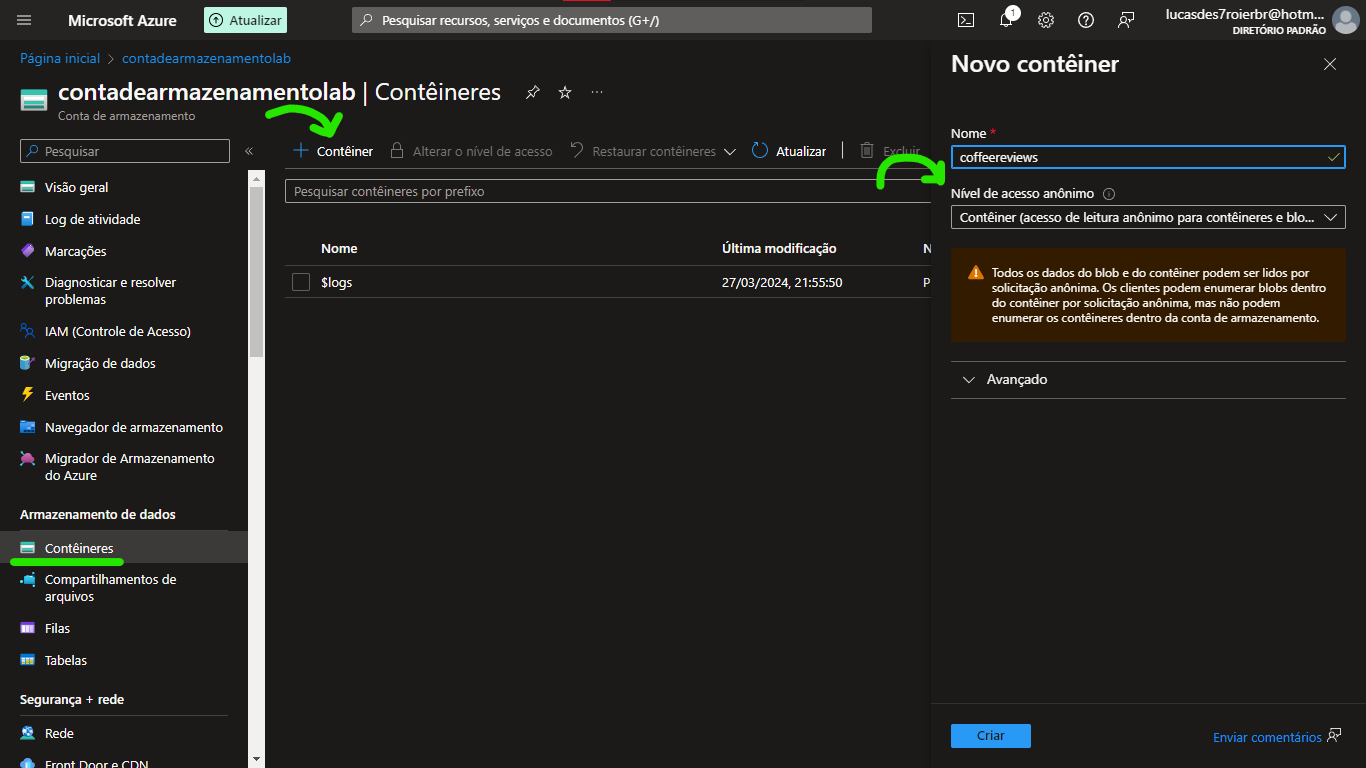 Microsoft Azure
Atualizar
Pesquisar recursos, serviços e documentos (G+/)
1
lucasdes7roierbr@hotm...
DIRETÓRIO PADRÃO
Página inicial > contadearmazenamentolab
contadearmazenamentolab | Contêineres
...
Conta de armazenamento
Pesquisar
«
Visão geral
Log de atividade
Marcações
Diagnosticar e resolver
problemas
IAM (Controle de Acesso)
Migração de dados
Eventos
Navegador de armazenamento
Migrador de Armazenamento
do Azure
Armazenamento de dados
Contêineres
Compartilhamentos de
arquivos
Filas
Tabelas
Segurança + rede
Rede
Front Door e CDN
+ Contêiner
Alterar o nível de acesso
Restaurar contêineres
Atualizar
Excluir
Pesquisar contêineres por prefixo
Nome
Última modificação
N
$logs
27/03/2024, 21:55:50
P
Novo contêiner
Nome *
coffeereviews
Nível de acesso anônimo
Contêiner (acesso de leitura anônimo para contêineres e blo...
Todos os dados do blob e do contêiner podem ser lidos por
solicitação anônima. Os clientes podem enumerar blobs dentro
do contêiner por solicitação anônima, mas não podem
enumerar os contêineres dentro da conta de armazenamento.
Avançado
Criar
Enviar comentários